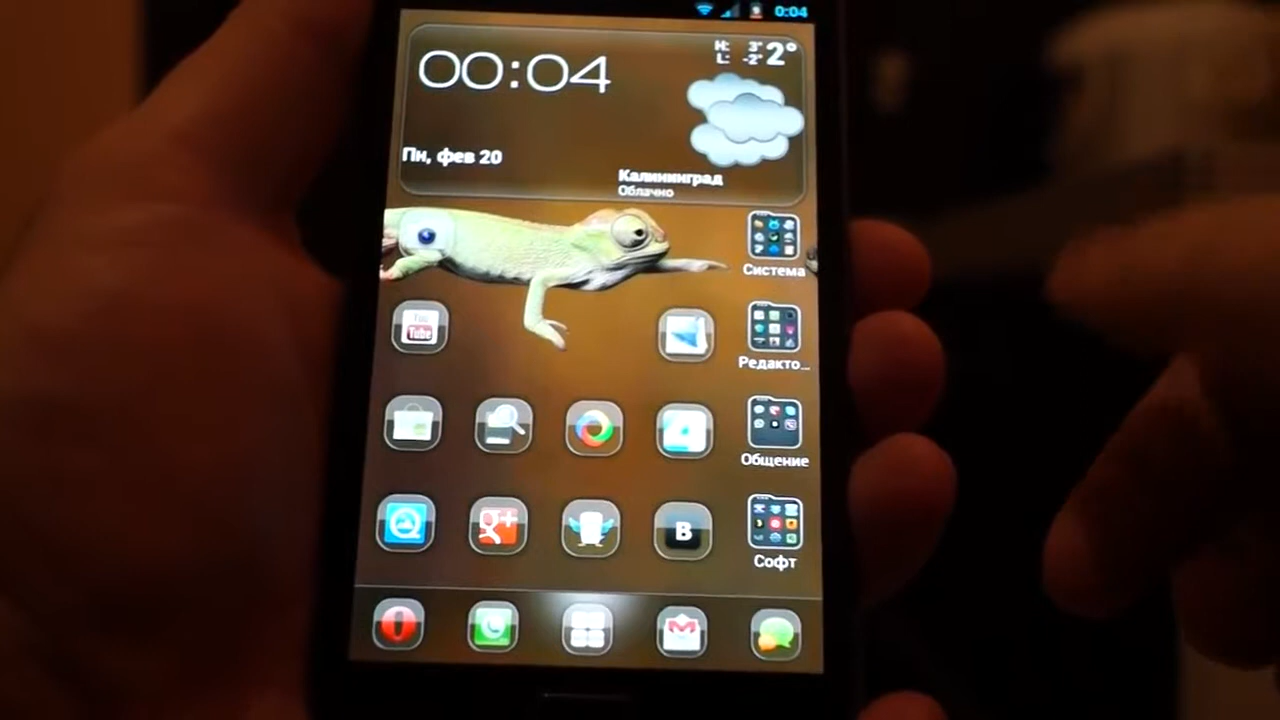 0:04
00:04
H: 3°
L: -2°
2°
Пн, фев 20
Калининград
Облачно
Система
You
Tube
Редакто...
Общение
g+
B
Софт